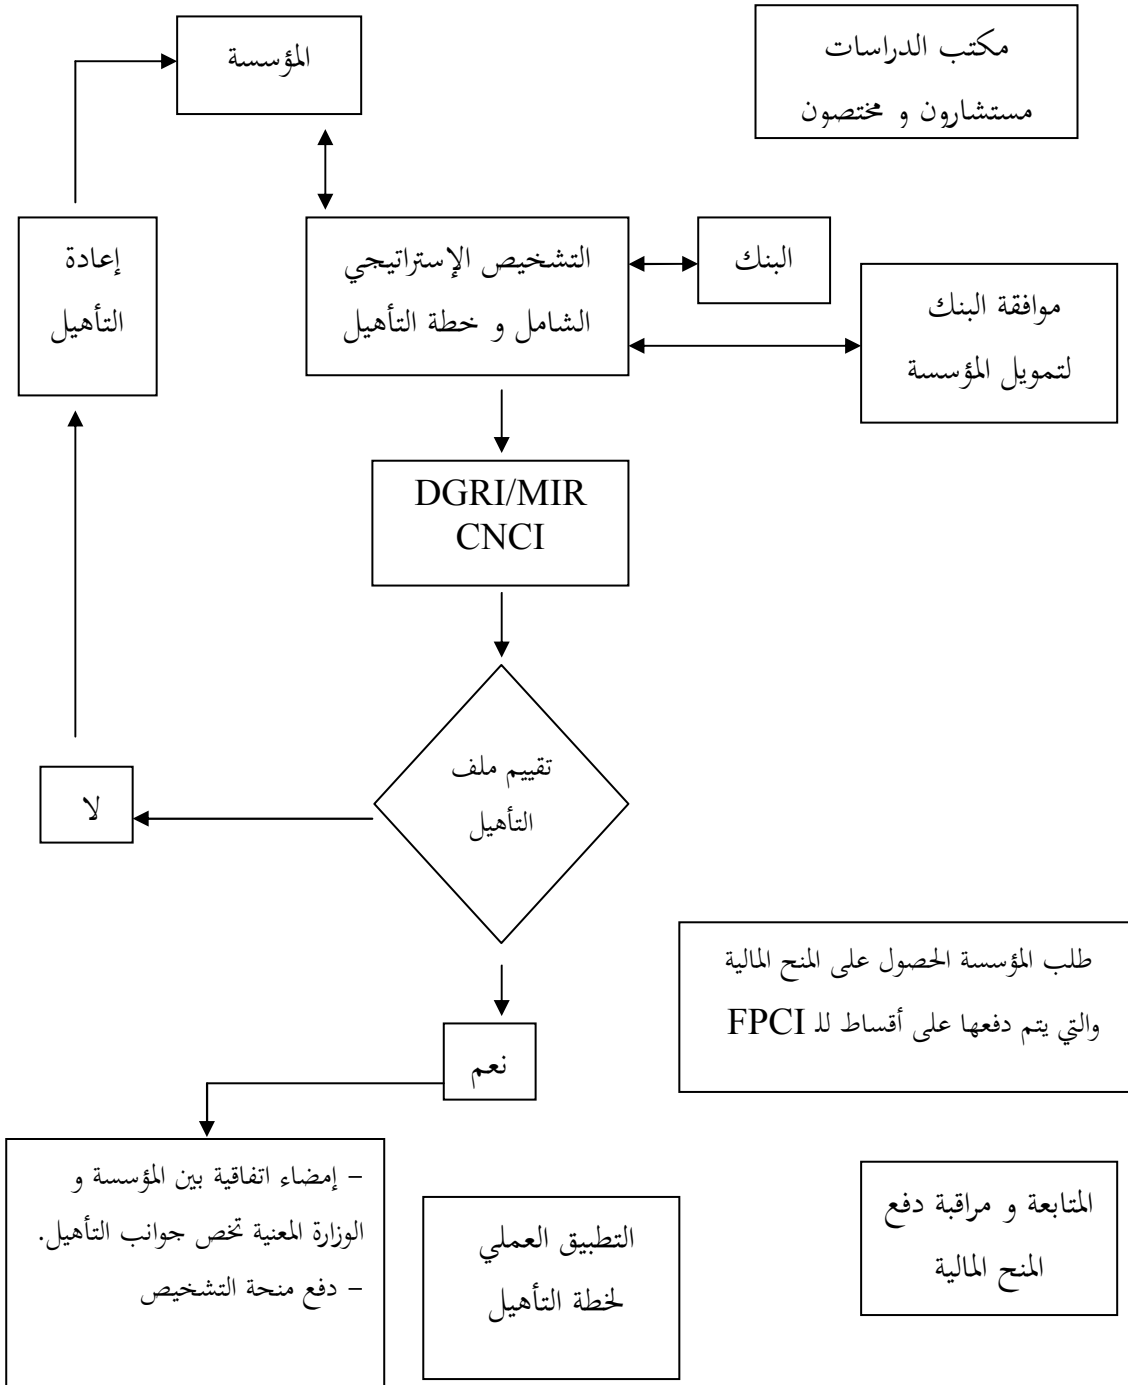 المؤسسة
مكتب الدراسات
مستشارون و مختصون
إعادة
التأهيل
التشخيص الإستراتيجي
الشامل و خطة التأهيل
البنك
موافقة البنك
لتمويل المؤسسة
DGRI/MIR
CNCI
تقييم ملف
التأهيل
لا
نعم
طلب المؤسسة الحصول على المنح المالية
والتي يتم دفعها على أقساط للـ FPCI
– إمضاء اتفاقية بين المؤسسة و
الوزارة المعنية تخص جوانب التأهيل.
– دفع منحة التشخيص
التطبيق العملي
لخطة التأهيل
المتابعة و مراقبة دفع
المنح المالية